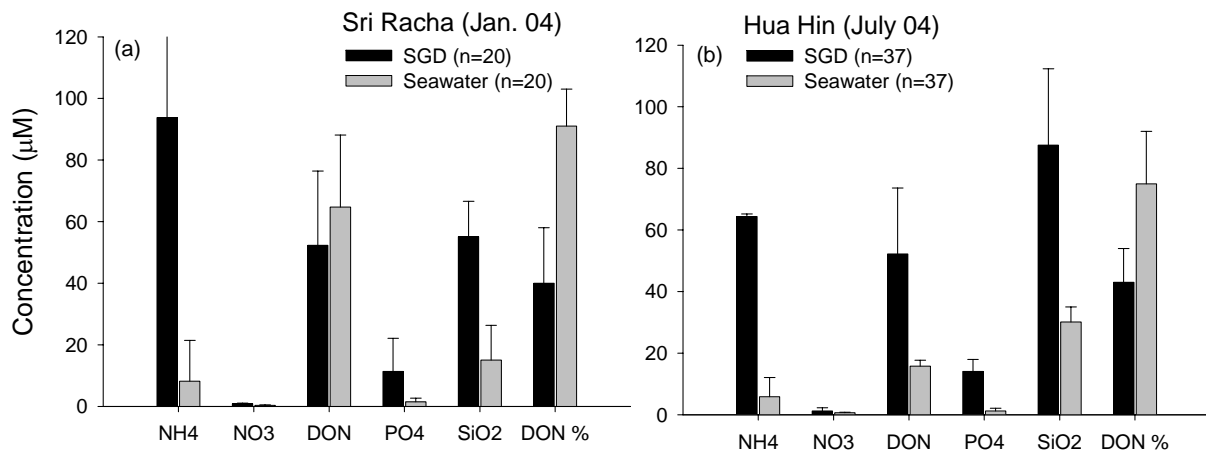 Sri Racha (Jan. 04)
(a)
SGD (n=20)
Seawater (n=20)
Concentration (μM)
120
100
80
60
40
20
0
NH4 NO3 DON PO4 SiO2 DON %
Hua Hin (July 04)
(b)
SGD (n=37)
Seawater (n=37)
120
100
80
60
40
20
0
NH4 NO3 DON PO4 SiO2 DON %